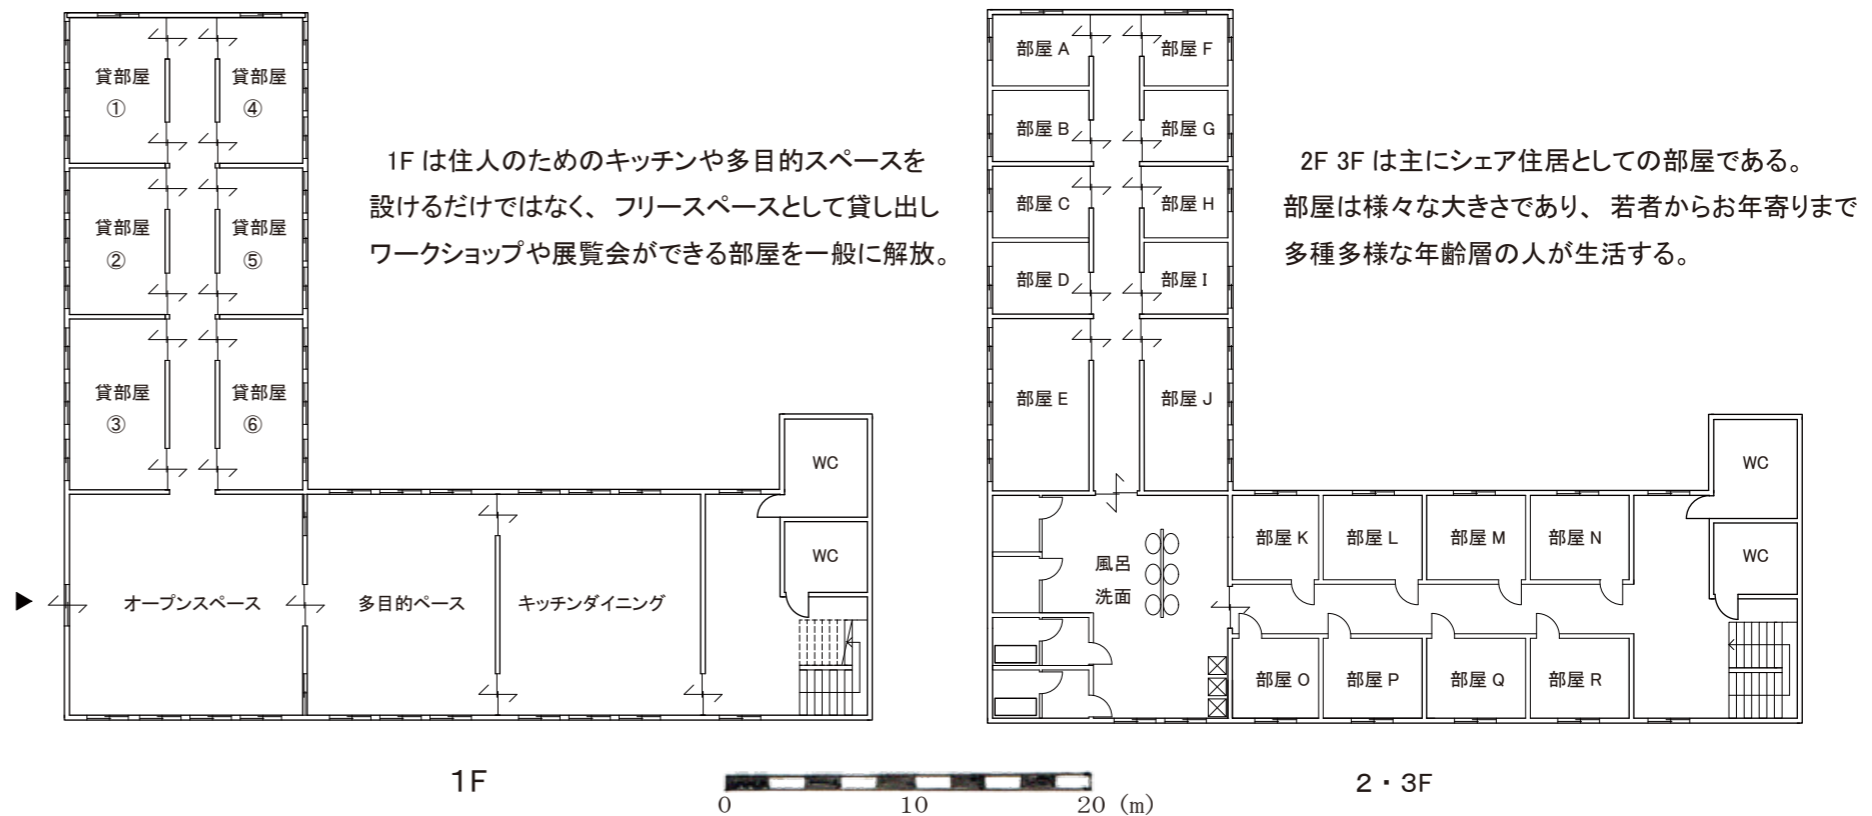 貸部屋
①
貸部屋
④
貸部屋
②
貸部屋
⑤
貸部屋
③
貸部屋
⑥
1F は住人のためのキッチンや多目的スペースを
設けるだけではなく、フリースペースとして貸し出し
ワークショップや展覧会ができる部屋を一般に解放。
WC
WC
オープンスペース
多目的ペース
キッチンダイニング
1F
部屋 A
部屋 F
部屋 B
部屋 G
部屋 C
部屋 H
部屋 D
部屋 I
部屋 E
部屋 J
2F 3F は主にシェア住居としての部屋である。
部屋は様々な大きさであり、若者からお年寄りまで
多種多様な年齢層の人が生活する。
風呂
洗面
部屋 K
部屋 L
部屋 M
部屋 N
WC
WC
部屋 O
部屋 P
部屋 Q
部屋 R
0 10 20 (m)
2・3F